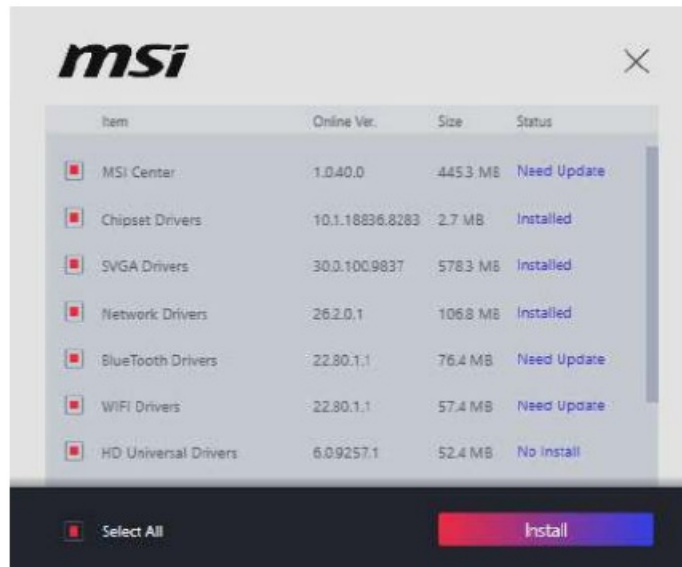 msi
Item Online Ver. Size Status
MSI Center 1.0.40.0 445.3 MB Need Update
Chipset Drivers 10.1.18836.8283 2.7 MB Installed
SVGA Drivers 30.0.100.9837 578.3 MB Installed
Network Drivers 26.2.0.1 106.8 MB Installed
BlueTooth Drivers 22.80.1.1 76.4 MB Need Update
WIFI Drivers 22.80.1.1 57.4 MB Need Update
HD Universal Drivers 6.0.9257.1 52.4 MB No Install
Select All Install